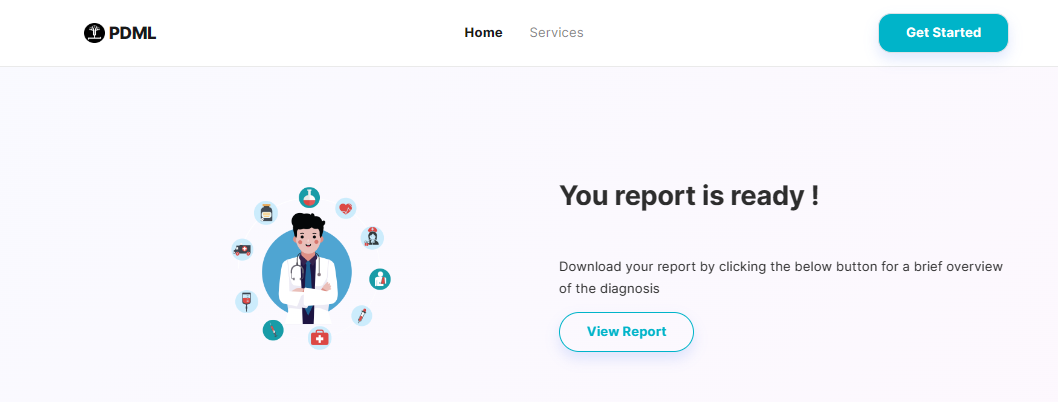 PDML
Home
Services
Get Started
You report is ready !
Download your report by clicking the below button for a brief overview
of the diagnosis
View Report